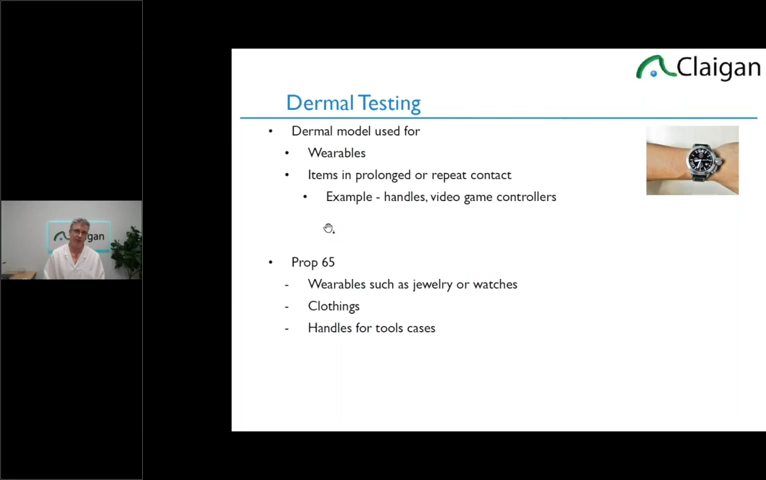 Claigan
Dermal Testing
• Dermal model used for
• Wearables
• Items in prolonged or repeat contact
• Example - handles, video game controllers
• Prop 65
- Wearables such as jewelry or watches
- Clothings
- Handles for tools cases
Claigan